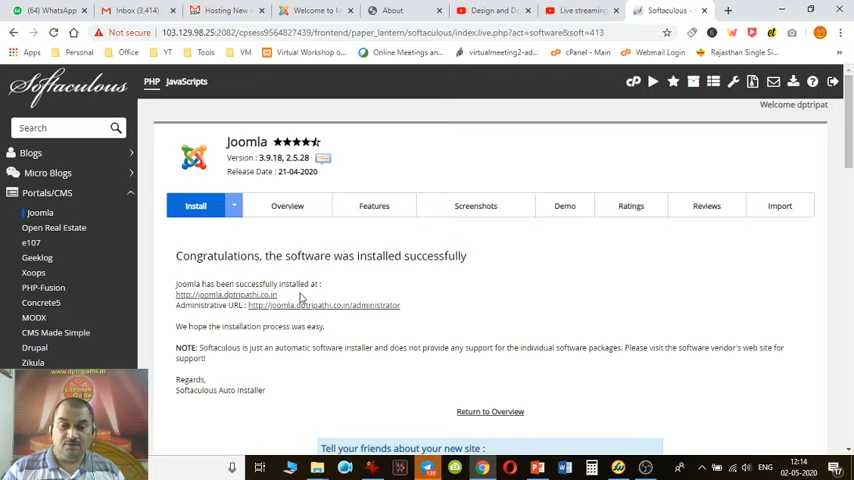 (64) WhatsApp
Inbox (3,414)
Hosting New
Welcome to M
About
Design and De
Live streaming
Softaculous -
Not secure
103.129.98.25:2082/cpsess9564827439/frontend/paper_lantern/softaculous/index.live.php?act=software&soft=413
Apps
Personal
Office
YT
Tools
VM
Virtual Workshop o
Online Meetings an
virtualmeeting2-ad
cPanel - Main
Webmail Login
Rajasthan Single Si
Softaculous
PHP
JavaScripts
Welcome dptripat
Search
Blogs
Micro Blogs
Portals/CMS
Joomla
Open Real Estate
e107
Geeklog
Xoops
PHP-Fusion
Concrete5
MODX
CMS Made Simple
Drupal
Zikula
Joomla
Version : 3.9.18, 2.5.28
Release Date : 21-04-2020
Install
Overview
Features
Screenshots
Demo
Ratings
Reviews
Import
Congratulations, the software was installed successfully
Joomla has been successfully installed at :
http://joomla.dptripathi.co.in
Administrative URL : http://joomla.dptripathi.co.in/administrator
We hope the installation process was easy.
NOTE: Softaculous is just an automatic software installer and does not provide any support for the individual software packages. Please visit the software vendor's web site for
support!
Regards,
Softaculous Auto Installer
Return to Overview
Tell your friends about your new site :
www.dptripathi.in
ENG
12:14
02-05-2020